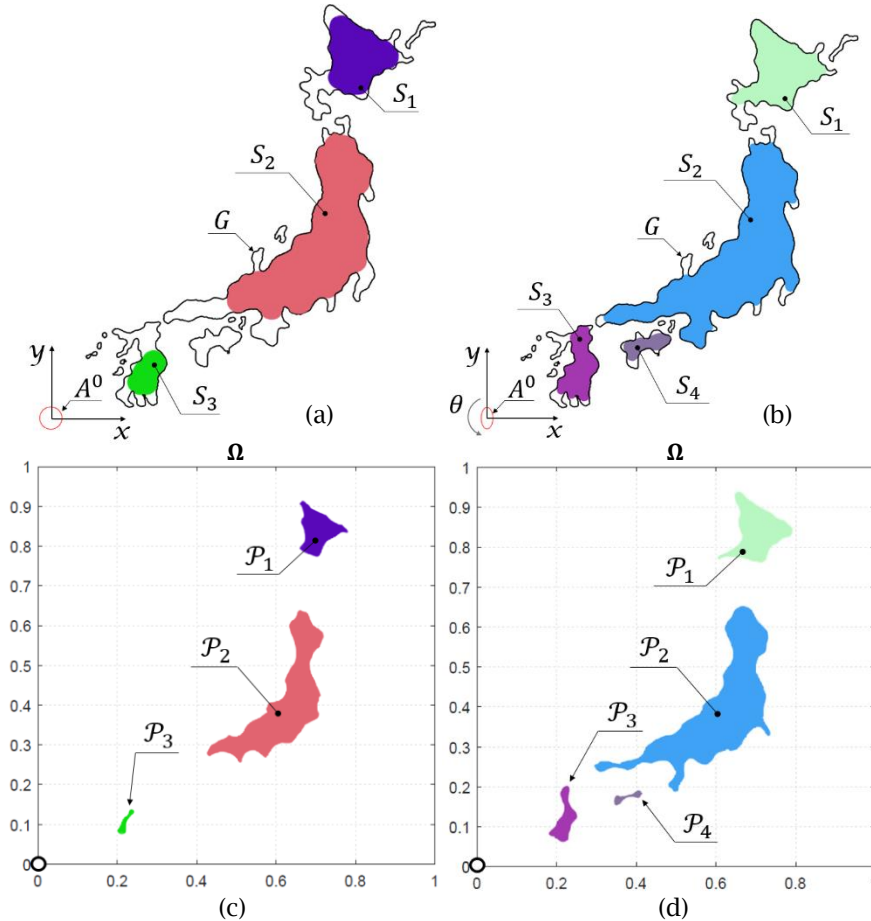 S₁
S₂
G
S₃
y
A⁰
x
(a)
S₁
S₂
G
S₃
S₄
y
θ
A⁰
x
(b)
Ω
1
0.9
0.8
0.7
0.6
0.5
0.4
0.3
0.2
0.1
0
0 0.2 0.4 0.6 0.8 1
𝒫₁
𝒫₂
𝒫₃
(c)
Ω
1
0.9
0.8
0.7
0.6
0.5
0.4
0.3
0.2
0.1
0
0 0.2 0.4 0.6 0.8
𝒫₁
𝒫₂
𝒫₃
𝒫₄
(d)